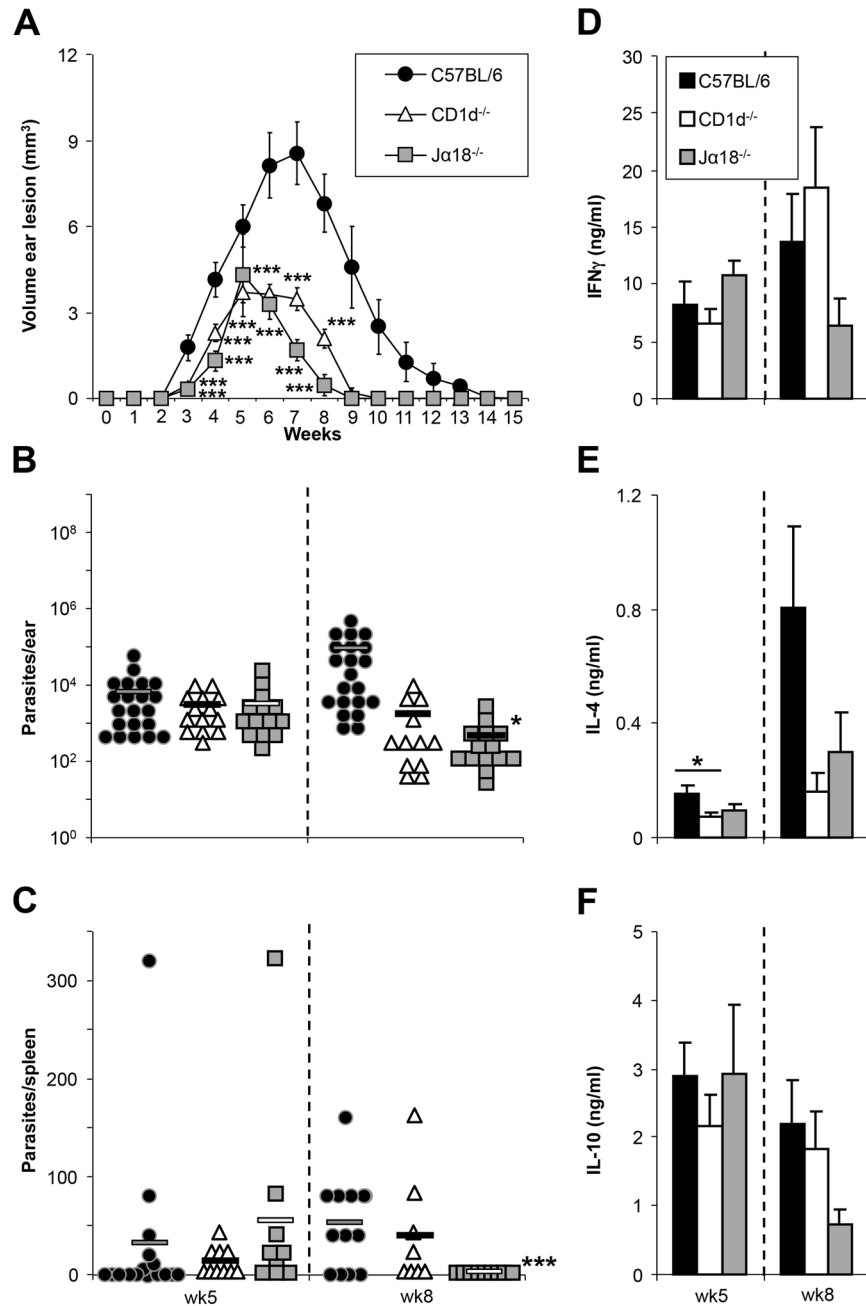 A
12
9
6
3
0
Volume ear lesion (mm³)
C57BL/6
CD1d-/-
Jα18-/-
***
***
***
***
***
***
***
***
***
***
***
0 1 2 3 4 5 6 7 8 9 10 11 12 13 14 15
Weeks
B
10⁸
10⁶
10⁴
10²
10⁰
Parasites/ear
*
C
300
200
100
0
Parasites/spleen
***
wk5 wk8
D
30
25
20
15
10
5
0
IFNγ (ng/ml)
C57BL/6
CD1d-/-
Jα18-/-
E
1.2
0.8
0.4
0
IL-4 (ng/ml)
*
F
5
4
3
2
1
0
IL-10 (ng/ml)
wk5 wk8